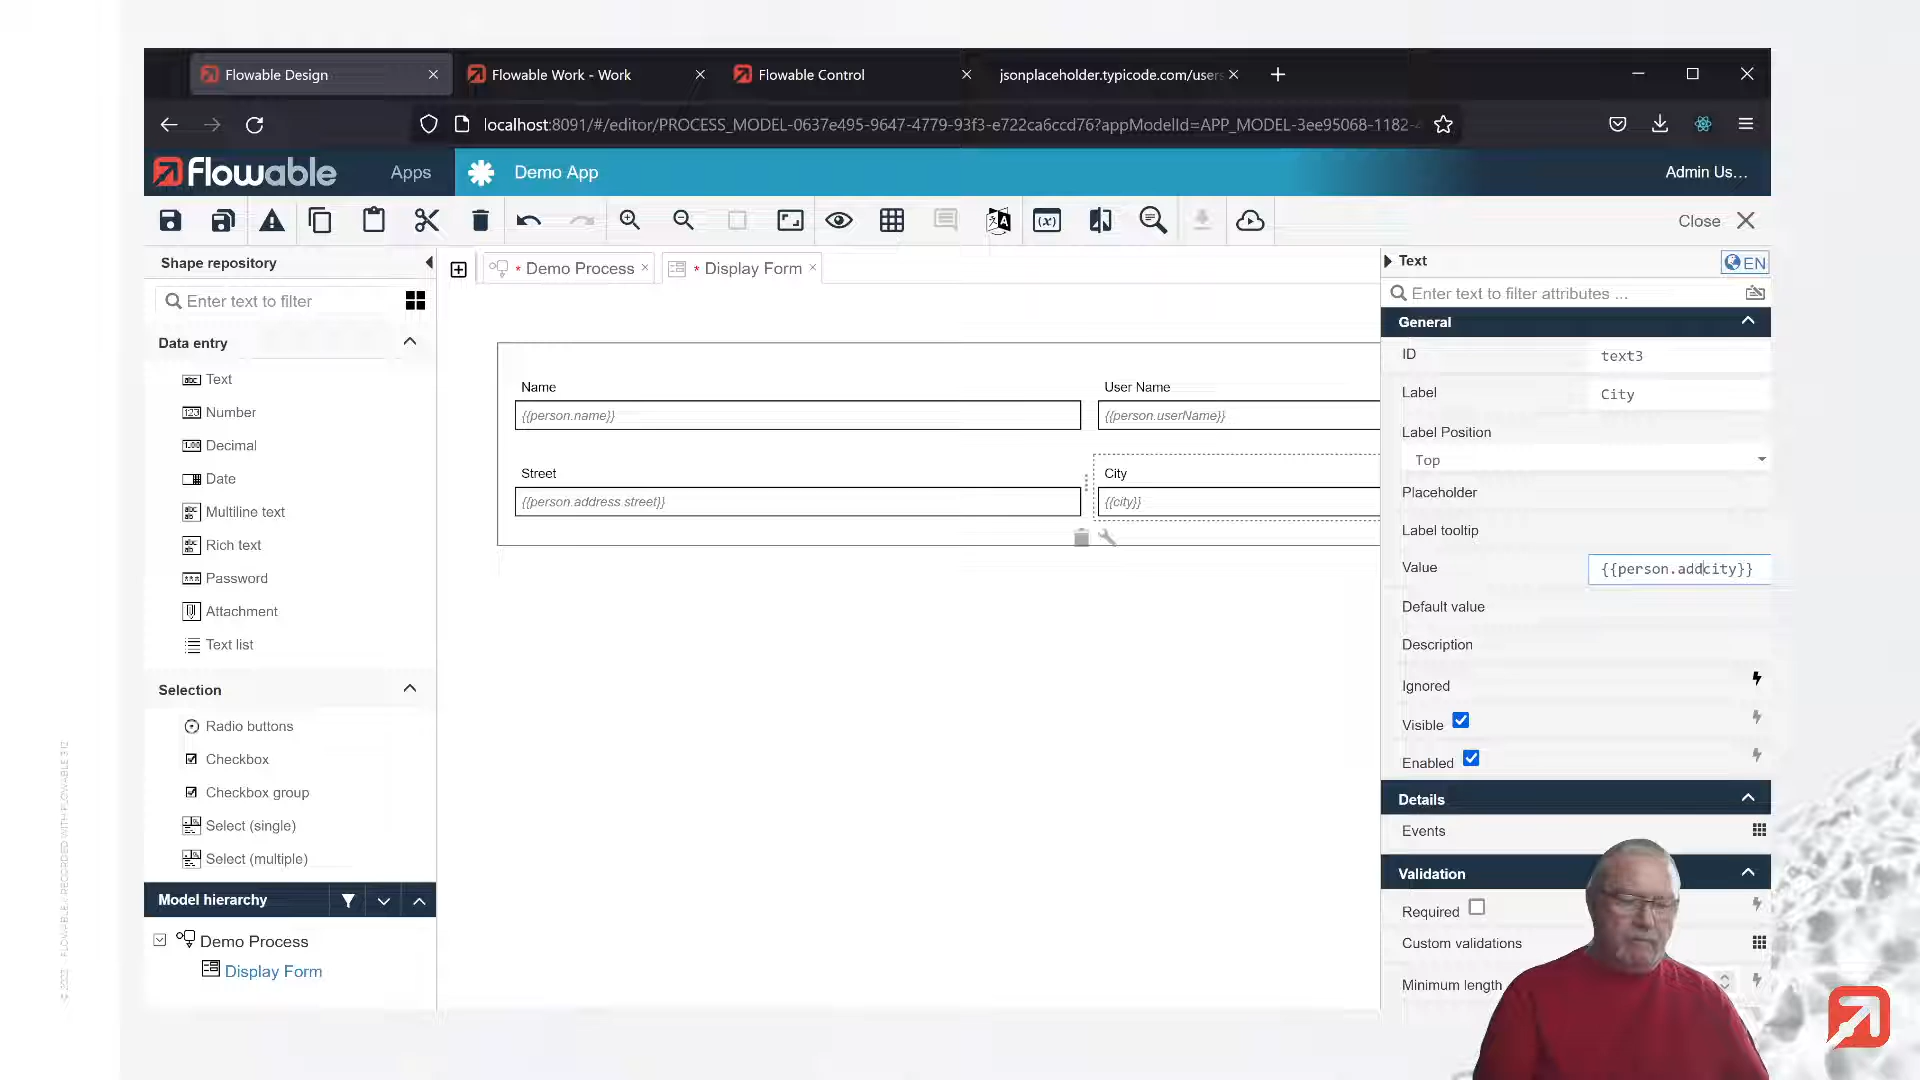 Flowable Design
Flowable Work - Work
Flowable Control
jsonplaceholder.typicode.com/users
localhost:8091/#/editor/PROCESS_MODEL-0637e495-9647-4779-93f3-e722ca6ccd76?appModelId=APP_MODEL-3ee95068-1182-
flowable
Apps
Demo App
Admin Us...
Close
Shape repository
* Demo Process
* Display Form
Text
EN
Enter text to filter
Enter text to filter attributes ...
General
Data entry
ID
text3
Text
Name
User Name
Label
City
Number
{{person.name}}
{{person.userName}}
Label Position
Decimal
Top
Date
Street
City
Placeholder
Multiline text
{{person.address street}}
{{city}}
Label tooltip
Rich text
Value
{{person.addcity}}
Password
Default value
Attachment
Description
Text list
Ignored
Selection
Visible
Radio buttons
Enabled
Checkbox
Details
Checkbox group
Select (single)
Events
Select (multiple)
Validation
Model hierarchy
Required
Demo Process
Custom validations
Display Form
Minimum length